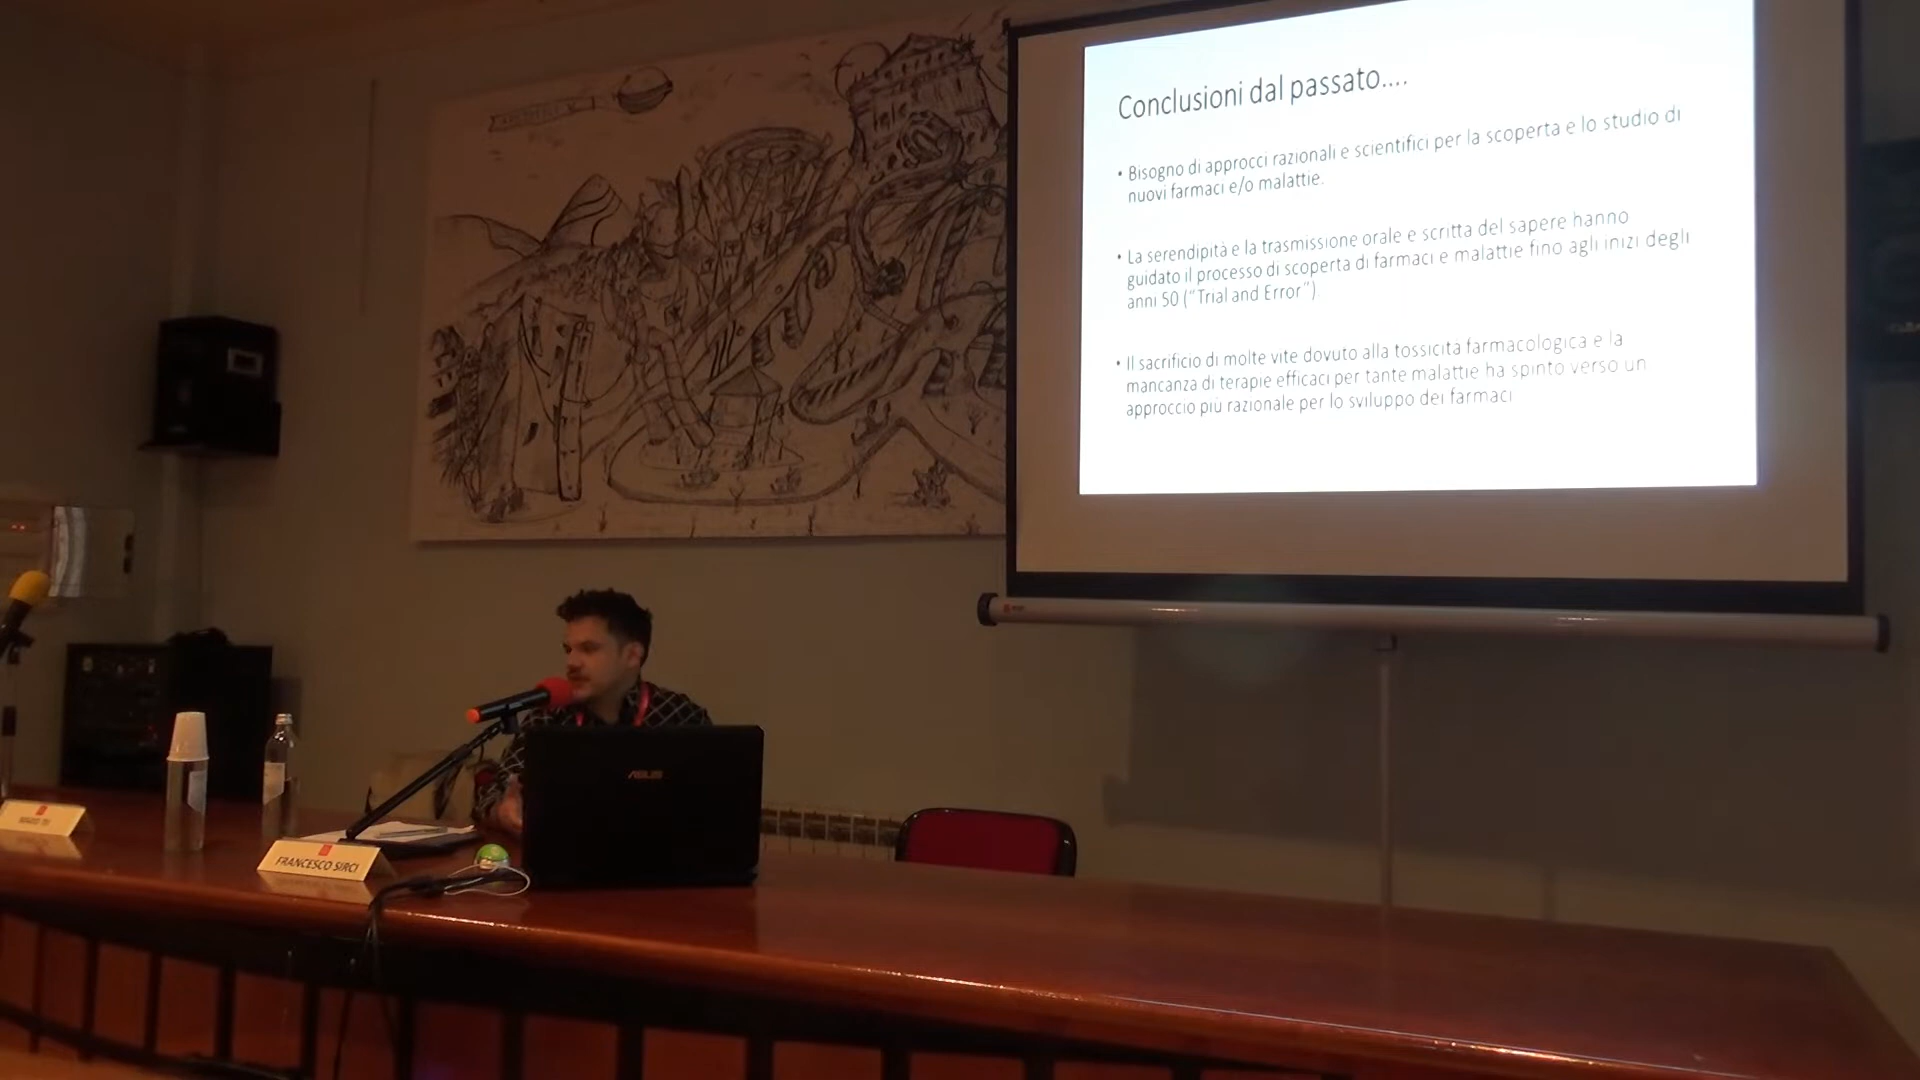 Conclusioni dal passato....
• Bisogno di approcci razionali e scientifici per la scoperta e lo studio di
nuovi farmaci e/o malattie.
• La serendipità e la trasmissione orale e scritta del sapere hanno
guidato il processo di scoperta di farmaci e malattie fino agli inizi degli
anni 50 (“Trial and Error”)
• Il sacrificio di molte vite dovuto alla tossicità farmacologica e la
mancanza di terapie efficaci per tante malattie ha spinto verso un
approccio più razionale per lo sviluppo dei farmaci
ASUS
FRANCESCO SIRCI